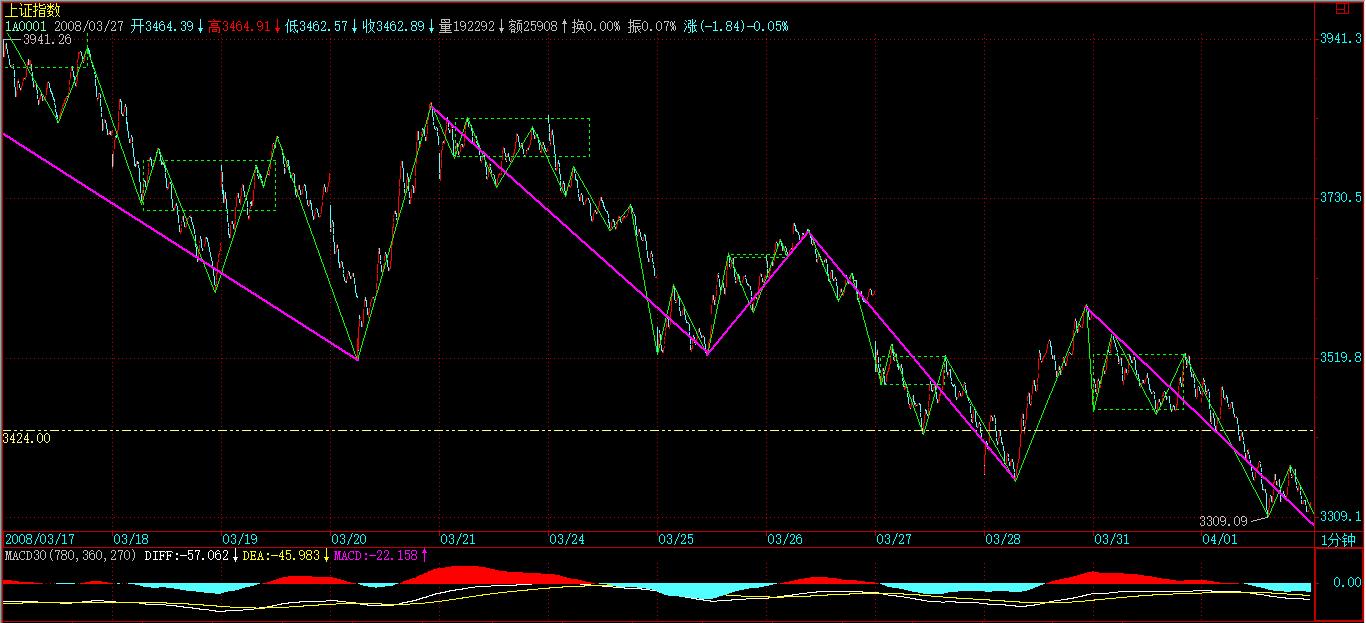 上证指数
1A0001 2008/03/27 开3464.39↓高3464.91↓低3462.57↓收3462.89↓量192292↓额25908↑换0.00% 振0.07% 涨(-1.84)-0.05%
3941.26
3941.3
3730.5
3519.8
3424.00
3309.09
3309.1
2008/03/17 03/18 03/19 03/20 03/21 03/24 03/25 03/26 03/27 03/28 03/31 04/01 1分钟
MACD30(780,360,270) DIFF:-57.062↓DEA:-45.983↓MACD:-22.158↑
0.00